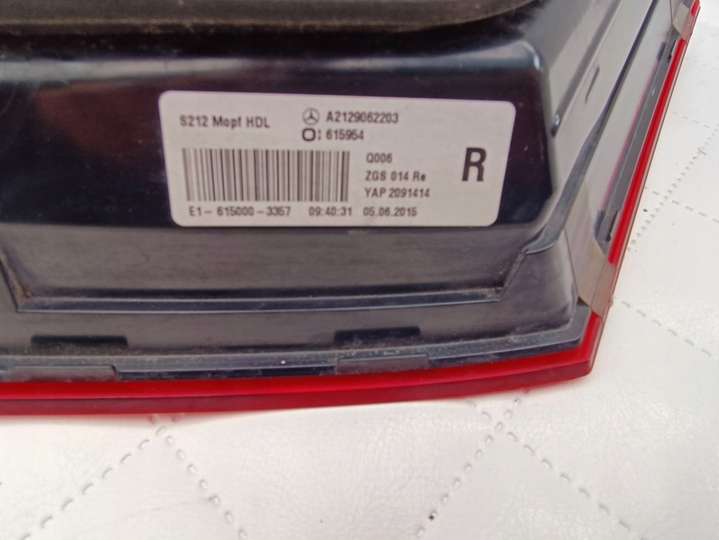 S212 Mopf HDL
A2129062203
615954
Q006
ZGS 014 Re
YAP 2091414
R
E1- 615000- 3357 09:40:31 05.06.2015